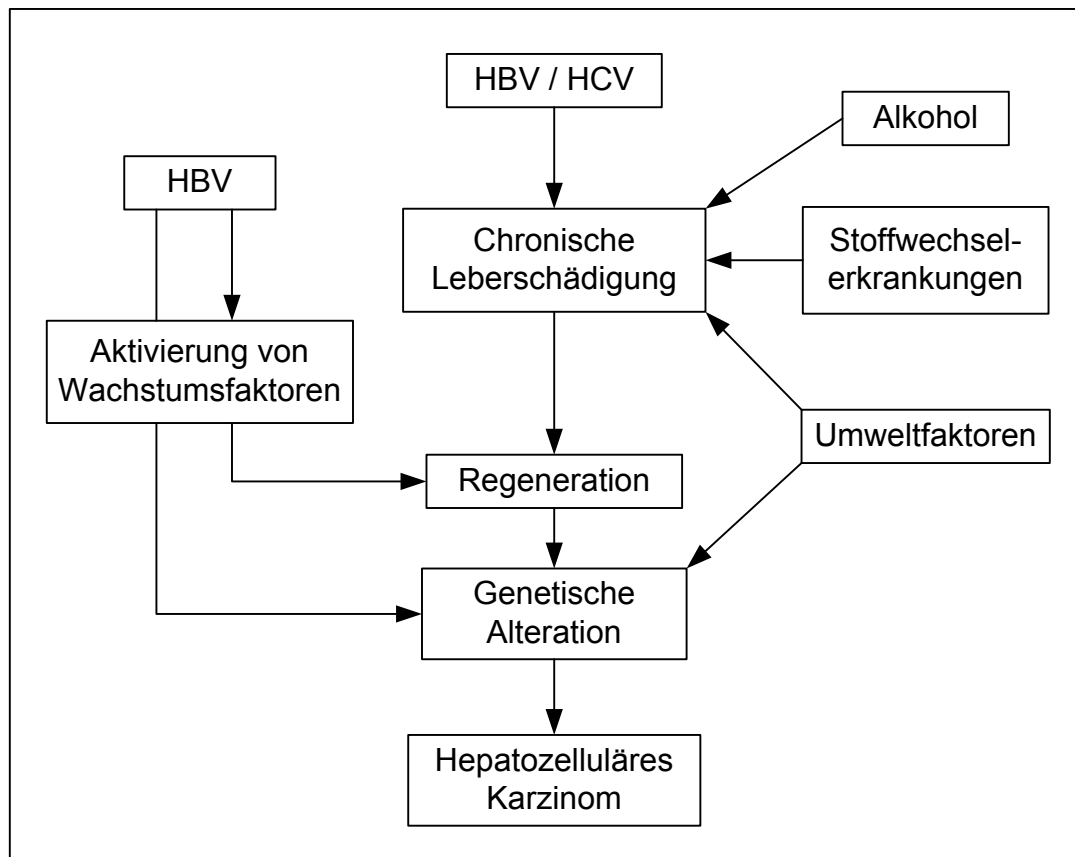 HBV / HCV
Alkohol
HBV
Chronische
Leberschädigung
Stoffwechsel-
erkrankungen
Aktivierung von
Wachstumsfaktoren
Umweltfaktoren
Regeneration
Genetische
Alteration
Hepatozelluläres
Karzinom